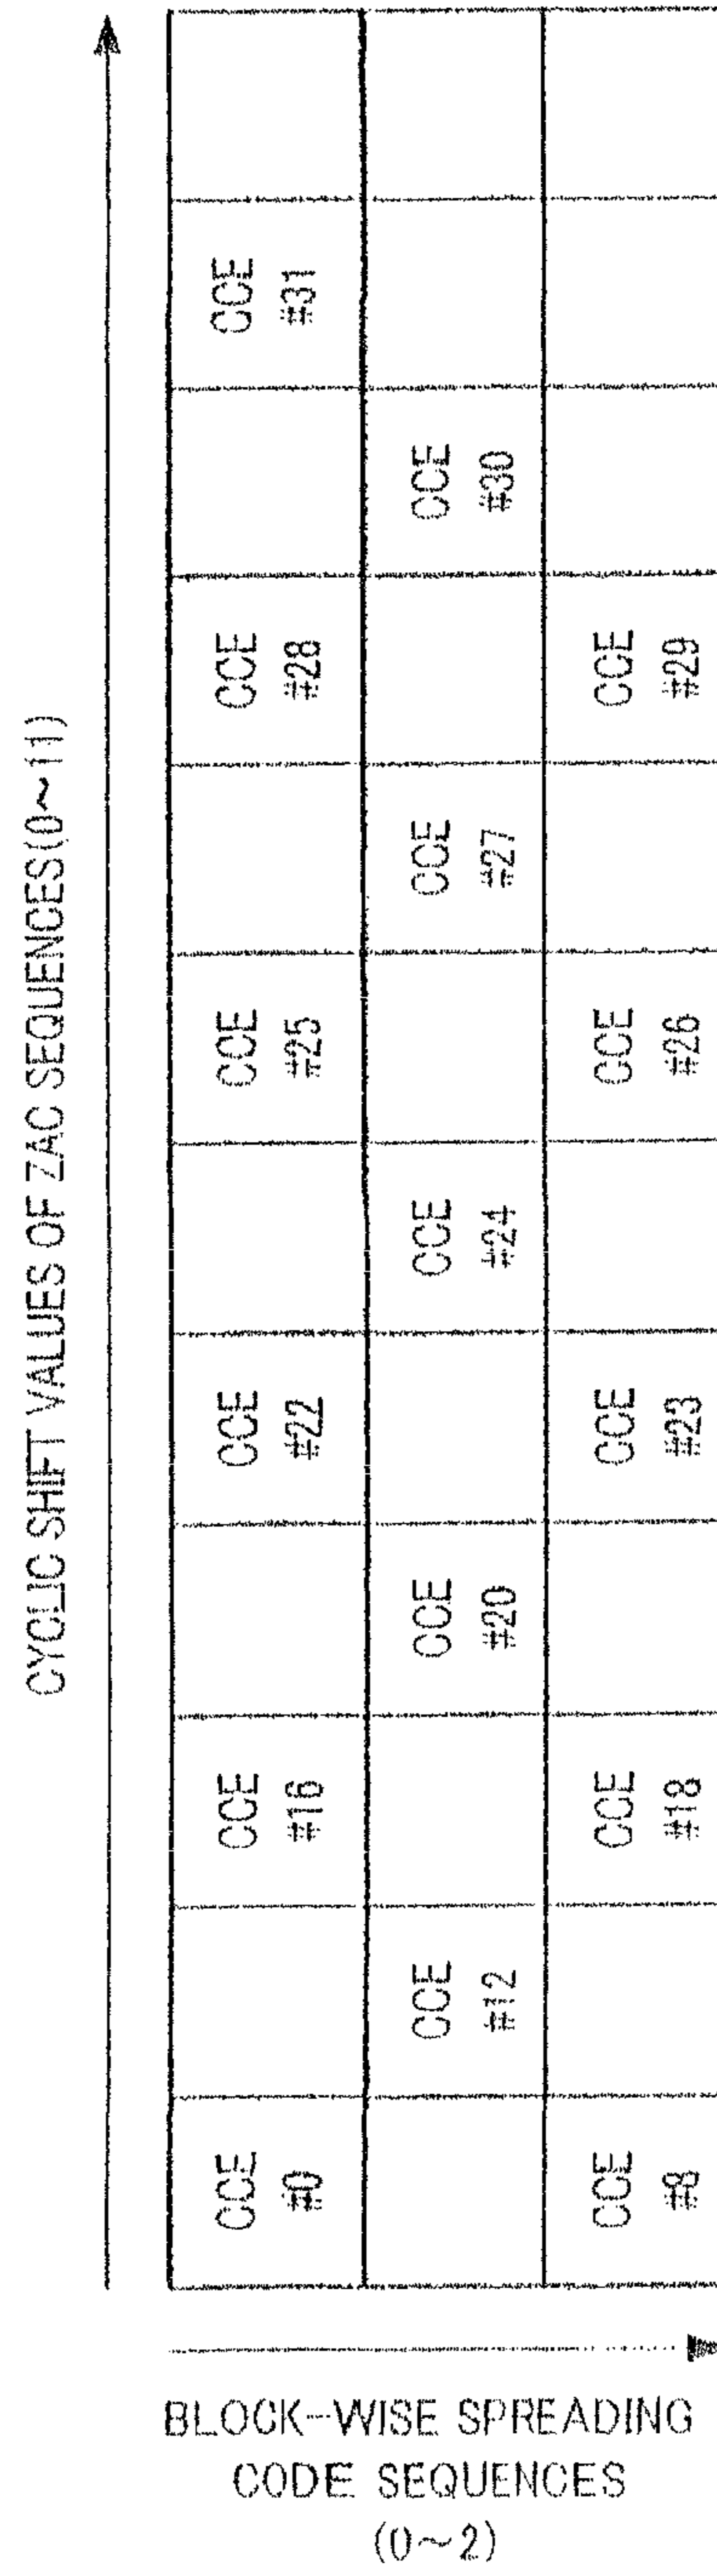 CYCLIC SHIFT VALUES OF ZAC SEQUENCES(0~11)
CCE
#31
CCE
#30
CCE
#28
CCE
#29
CCE
#27
CCE
#25
CCE
#26
CCE
#24
CCE
#22
CCE
#23
CCE
#20
CCE
#16
CCE
#18
CCE
#12
CCE
#0
CCE
#8
BLOCK-WISE SPREADING
CODE SEQUENCES
(0~2)